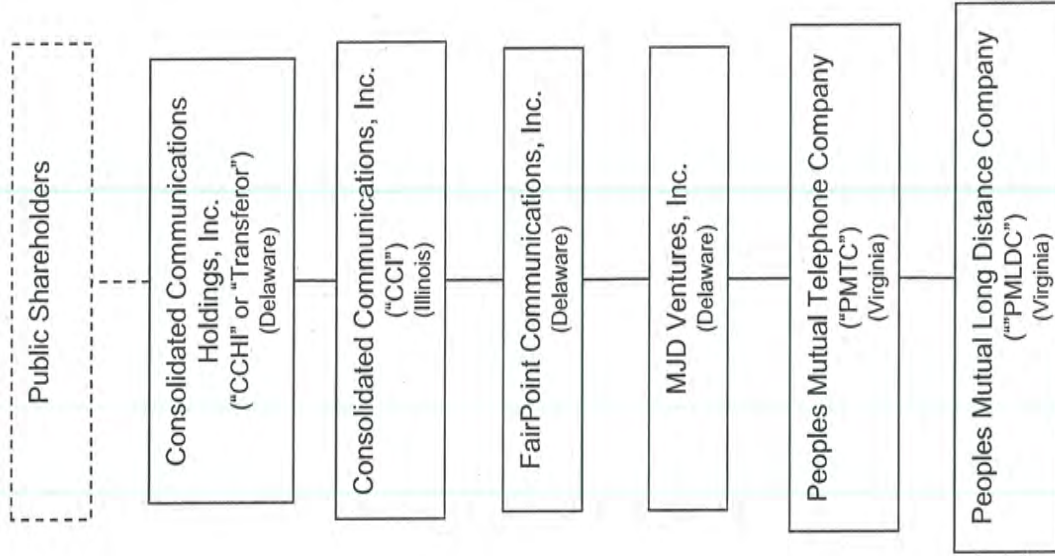 Public Shareholders
Consolidated Communications
Holdings, Inc.
(“CCHI” or “Transferor”)
(Delaware)
Consolidated Communications, Inc.
(“CCI”)
(Illinois)
FairPoint Communications, Inc.
(Delaware)
MJD Ventures, Inc.
(Delaware)
Peoples Mutual Telephone Company
(“PMTC”)
(Virginia)
Peoples Mutual Long Distance Company
(““PMLDC”)
(Virginia)